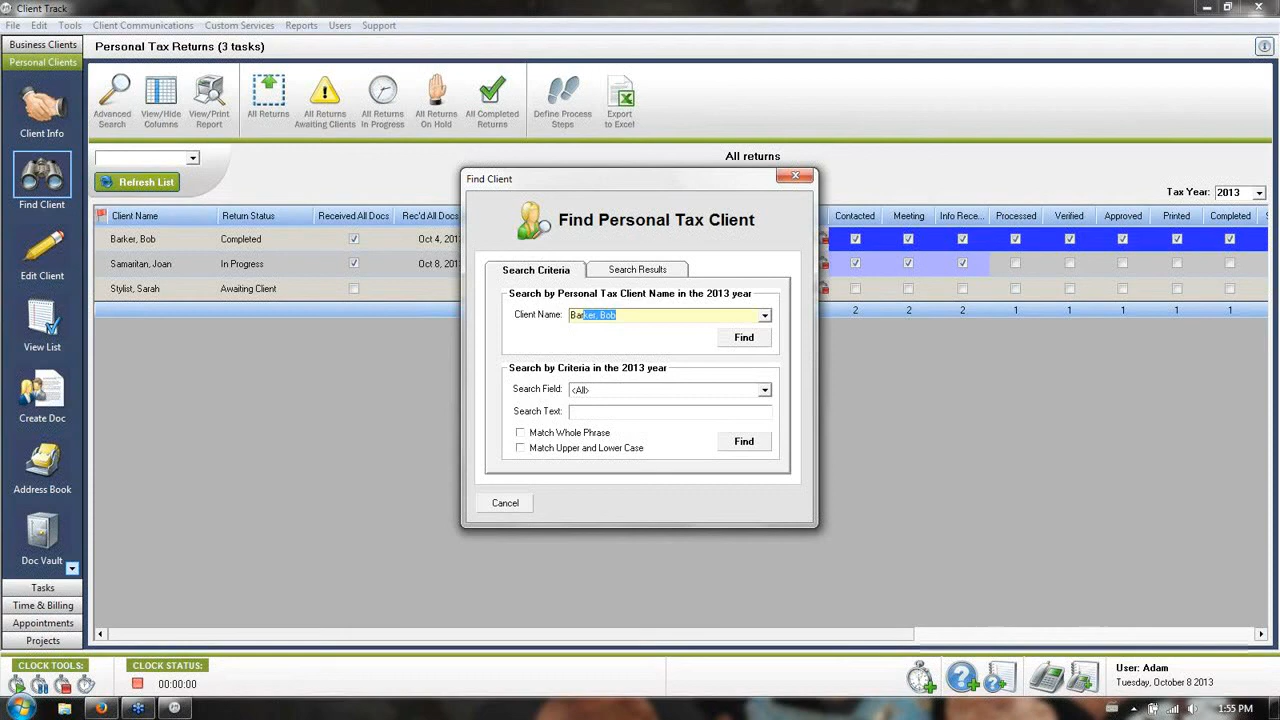 Client Track
File Edit Tools Client Communications Custom Services Reports Users Support
Business Clients
Personal Clients
Personal Tax Returns (3 tasks)
Advanced Search
View/Hide Columns
View/Print Report
All Returns
All Returns Awaiting Clients
All Returns In Progress
All Returns On Hold
All Completed Returns
Define Process Steps
Export to Excel
Client Info
Find Client
Edit Client
View List
Create Doc
Address Book
Doc Vault
Tasks
Time & Billing
Appointments
Projects
Refresh List
All returns
Tax Year: 2013
Client Name Return Status Received All Docs Rec'd All Docs Contacted Meeting Info Rece... Processed Verified Approved Printed Completed S
Barker, Bob Completed Oct 4, 201
Samaritan, Joan In Progress Oct 8, 201
Stylist, Sarah Awaiting Client
2 2 2 1 1 1 1 1
Find Client
Find Personal Tax Client
Search Criteria Search Results
Search by Personal Tax Client Name in the 2013 year
Client Name: Barker, Bob
Find
Search by Criteria in the 2013 year
Search Field: <All>
Search Text:
Match Whole Phrase
Match Upper and Lower Case
Find
Cancel
CLOCK TOOLS: CLOCK STATUS:
00:00:00
User: Adam
Tuesday, October 8 2013
1:55 PM